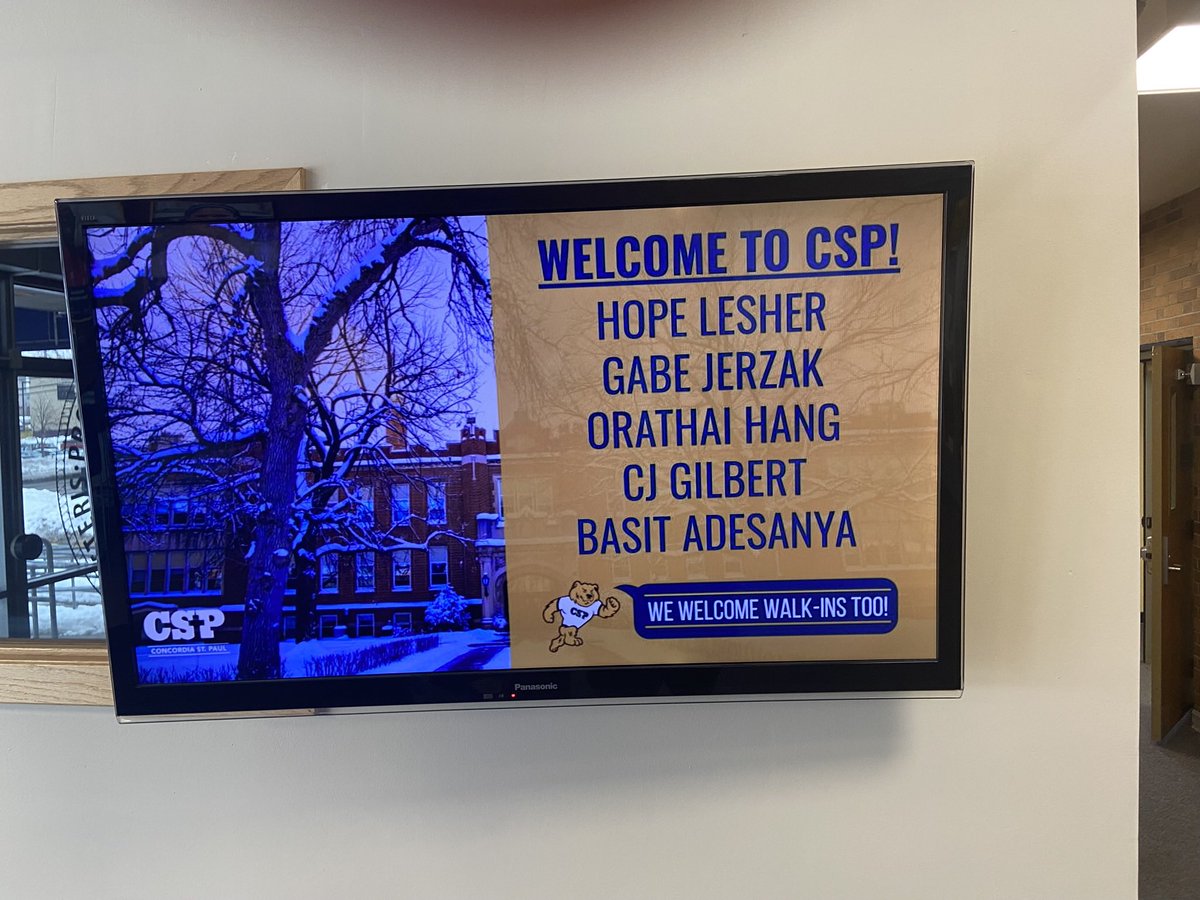 WELCOME TO CSP!
HOPE LESHER
GABE JERZAK
ORATHAI HANG
CJ GILBERT
BASIT ADESANYA
CSP
WE WELCOME WALK-INS TOO!
CSP
CONCORDIA ST. PAUL
Panasonic